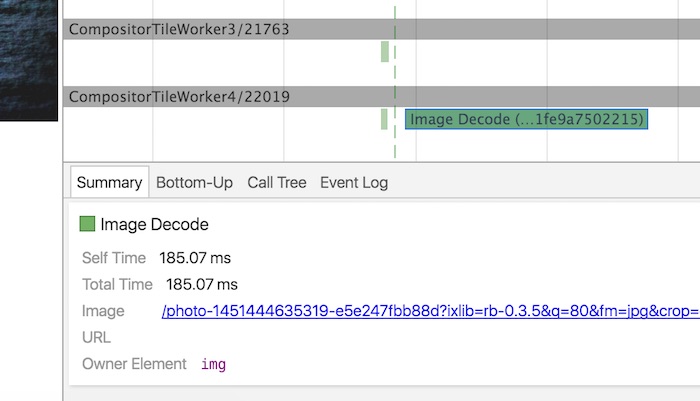 CompositorTileWorker3/21763
CompositorTileWorker4/22019
Image Decode (…1fe9a7502215)
Summary Bottom-Up Call Tree Event Log
Image Decode
Self Time 185.07 ms
Total Time 185.07 ms
Image /photo-1451444635319-e5e247fbb88d?ixlib=rb-0.3.5&q=80&fm=jpg&crop=
URL
Owner Element img